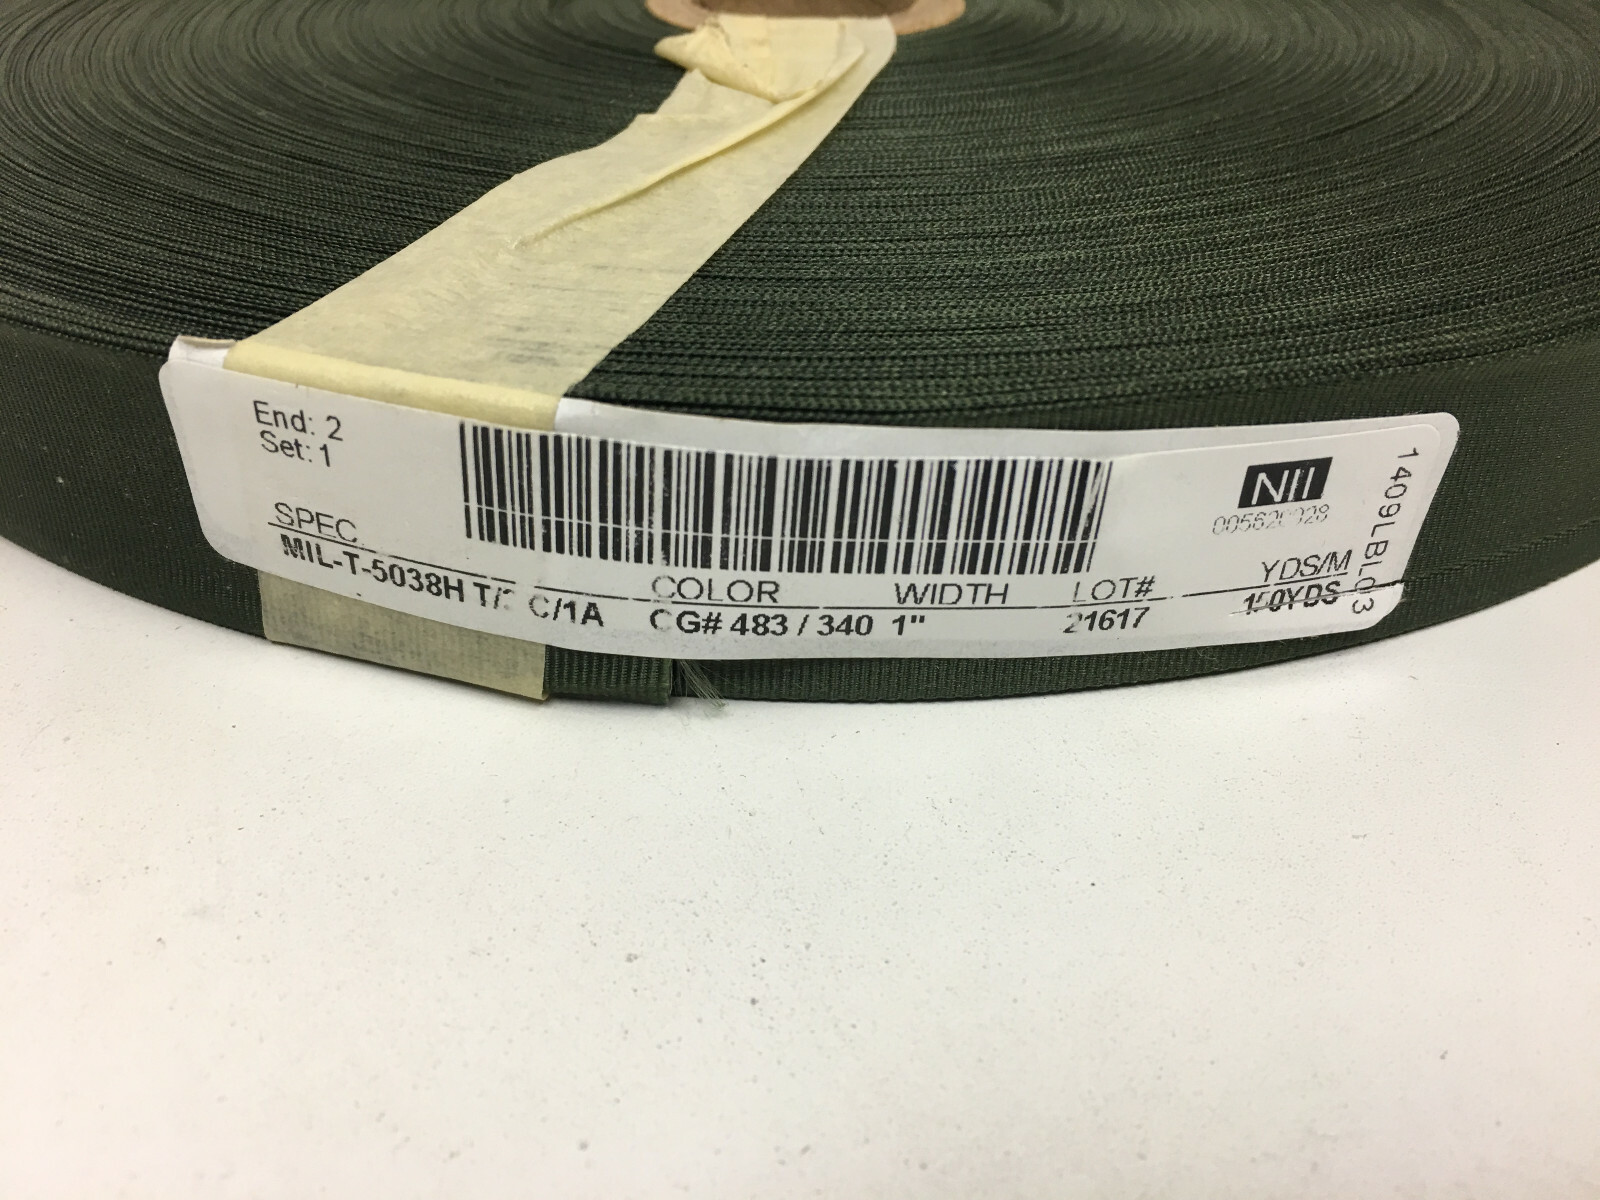 End: 2
Set: 1
NII
SPEC.
MIL-T-5038H C/1A
COLOR
CG# 483 / 340
WIDTH
1"
LOT#
21617
YDS/M
150YDS
1409LBL03